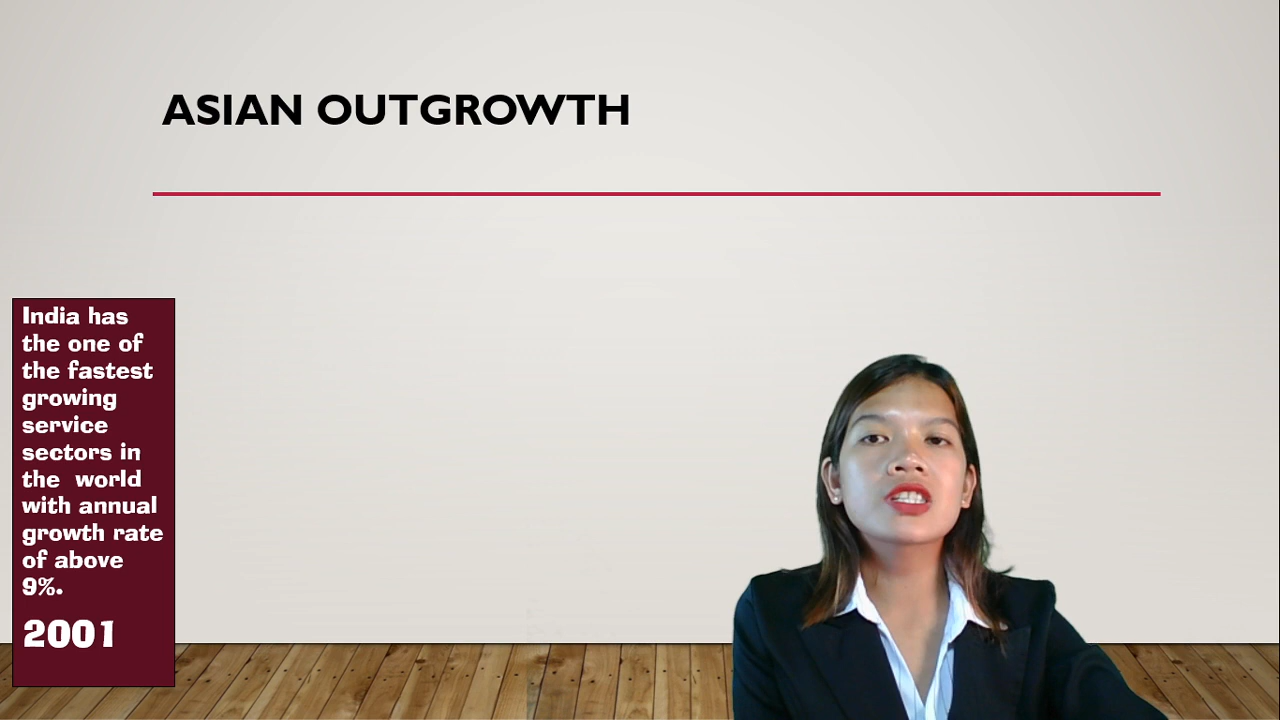 ASIAN OUTGROWTH
India has
the one of
the fastest
growing
service
sectors in
the world
with annual
growth rate
of above
9%.
2001